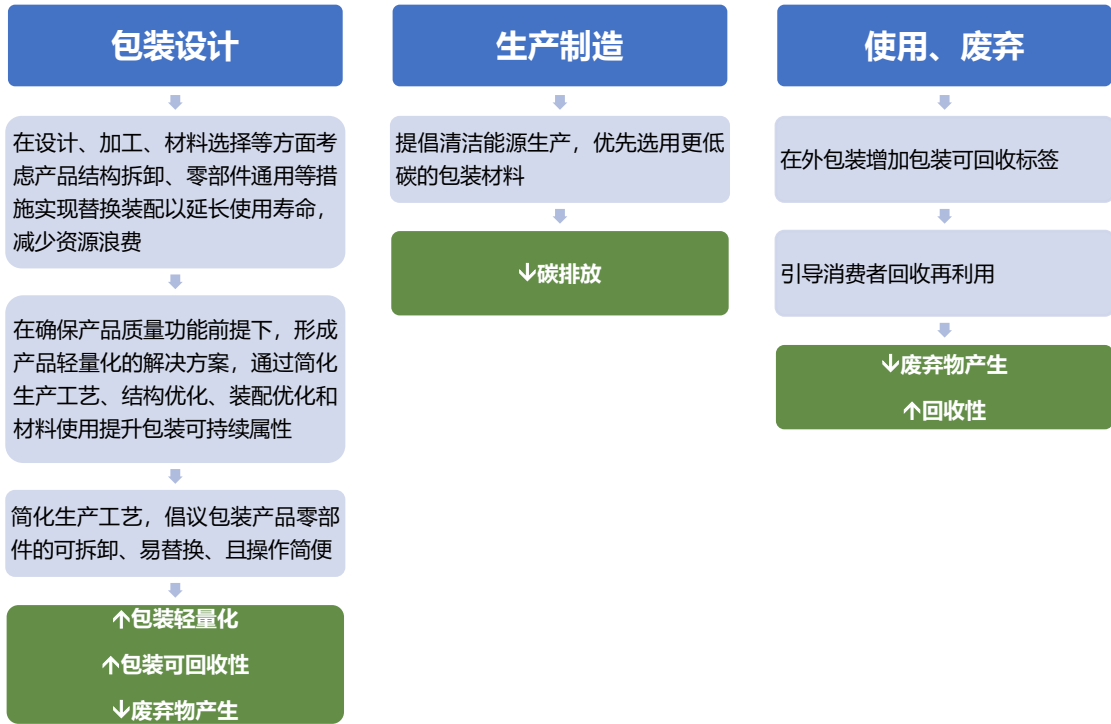 包装设计
在设计、加工、材料选择等方面考
虑产品结构拆卸、零部件通用等措
施实现替换装配以延长使用寿命，
减少资源浪费
在确保产品质量功能前提下，形成
产品轻量化的解决方案，通过简化
生产工艺、结构优化、装配优化和
材料使用提升包装可持续属性
简化生产工艺，倡议包装产品零部
件的可拆卸、易替换、且操作简便
↑包装轻量化
↑包装可回收性
↓废弃物产生
生产制造
提倡清洁能源生产，优先选用更低
碳的包装材料
↓碳排放
使用、废弃
在外包装增加包装可回收标签
引导消费者回收再利用
↓废弃物产生
↑回收性